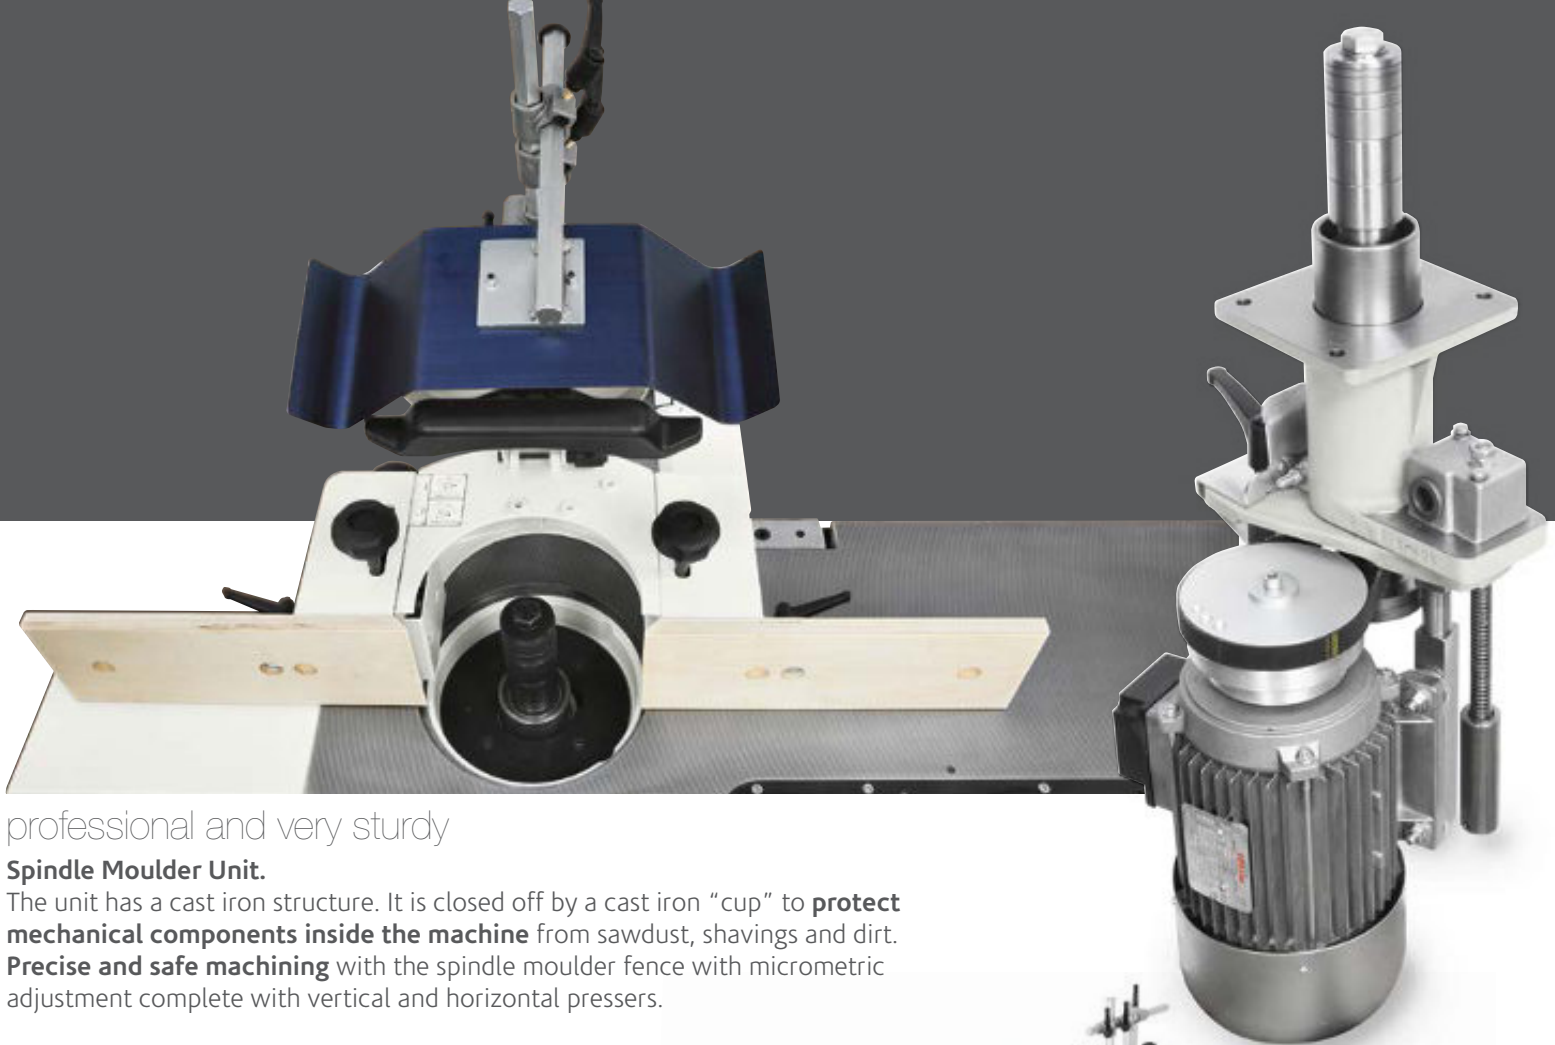 professional and very sturdy
Spindle Moulder Unit.
The unit has a cast iron structure. It is closed off by a cast iron “cup” to protect
mechanical components inside the machine from sawdust, shavings and dirt.
Precise and safe machining with the spindle moulder fence with micrometric
adjustment complete with vertical and horizontal pressers.